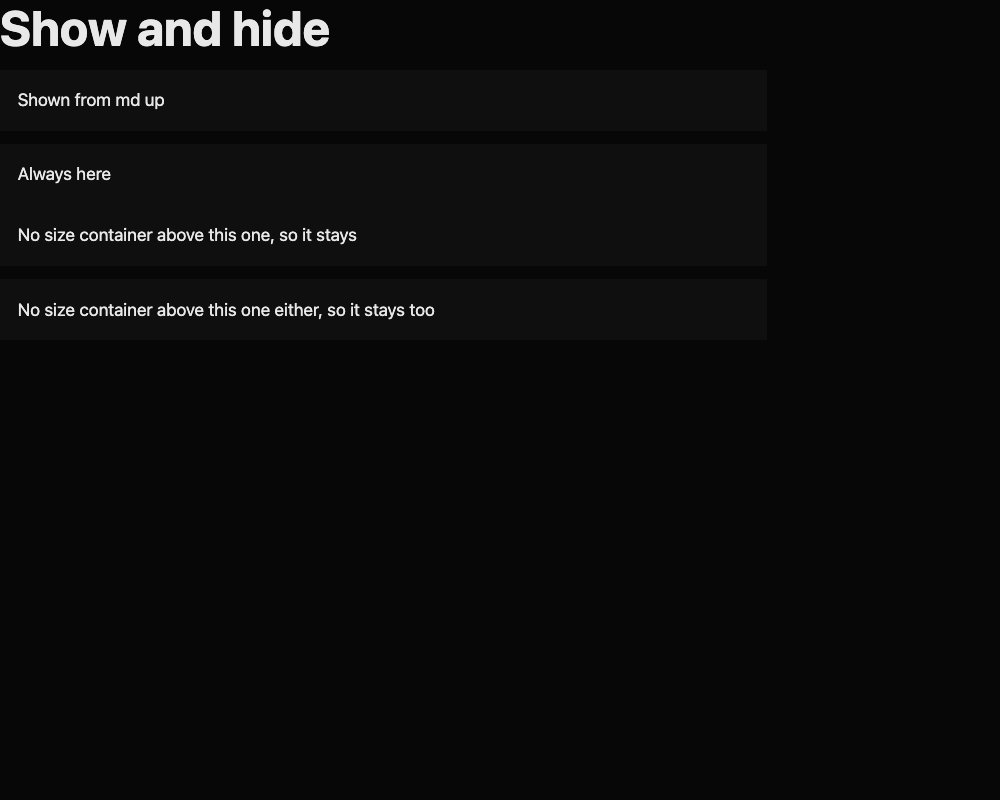 Show and hide
Shown from md up
Always here
No size container above this one, so it stays
No size container above this one either, so it stays too